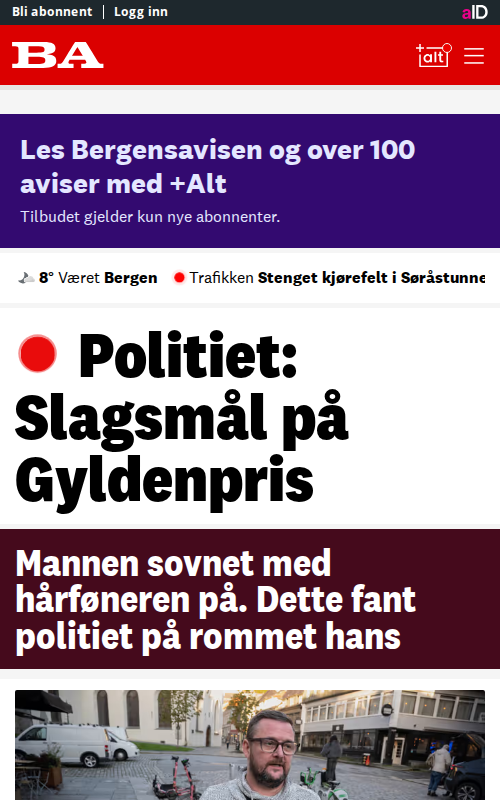 Bli abonnent | Logg inn
aID
BA
+alt
Les Bergensavisen og over 100
aviser med +Alt
Tilbudet gjelder kun nye abonnenter.
8° Været Bergen
Trafikken Stenget kjørefelt i Søråstunne
Politiet:
Slagsmål på
Gyldenpris
Mannen sovnet med
hårføneren på. Dette fant
politiet på rommet hans